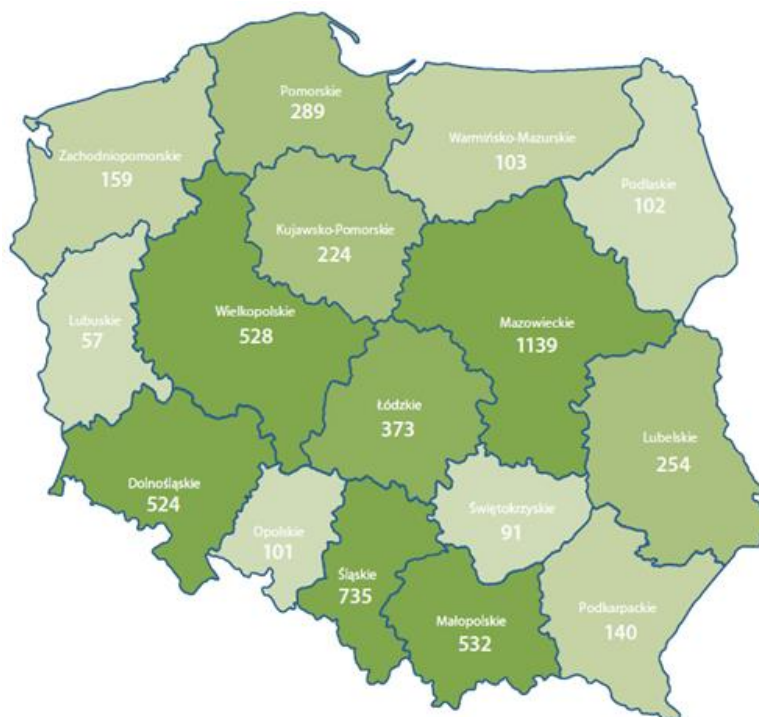 Pomorskie
289
Warmińsko-Mazurskie
103
Zachodniopomorskie
159
Podlaskie
102
Kujawsko-Pomorskie
224
Wielkopolskie
528
Mazowieckie
1139
Lubuskie
57
Łódzkie
373
Lubelskie
254
Dolnośląskie
524
Świętokrzyskie
91
Opolskie
101
Śląskie
735
Małopolskie
532
Podkarpackie
140